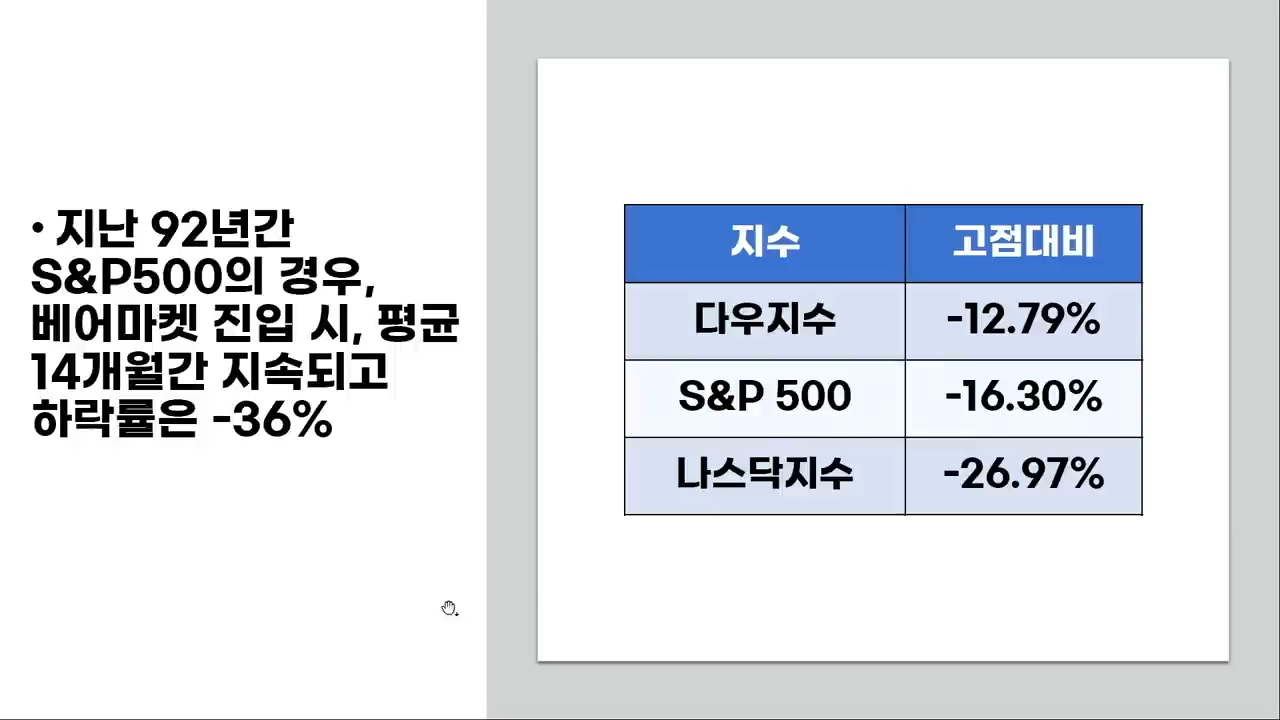 • 지난 92년간
S&P500의 경우,
베어마켓 진입 시, 평균
14개월간 지속되고
하락률은 -36%
지수 고점대비
다우지수 -12.79%
S&P 500 -16.30%
나스닥지수 -26.97%